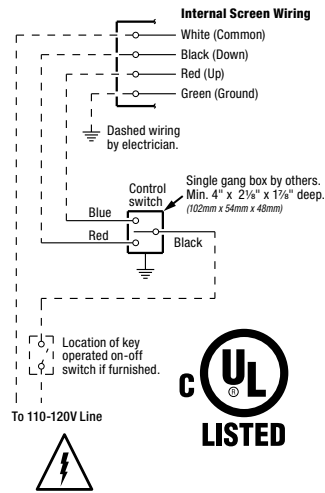 Internal Screen Wiring
White (Common)
Black (Down)
Red (Up)
Green (Ground)
Dashed wiring
by electrician.
Single gang box by others.
Min. 4" x 2⅛" x 1⅞" deep.
(102mm x 54mm x 48mm)
Control
switch
Blue
Red
Black
Location of key
operated on-off
switch if furnished.
To 110-120V Line
C
UL
®
LISTED